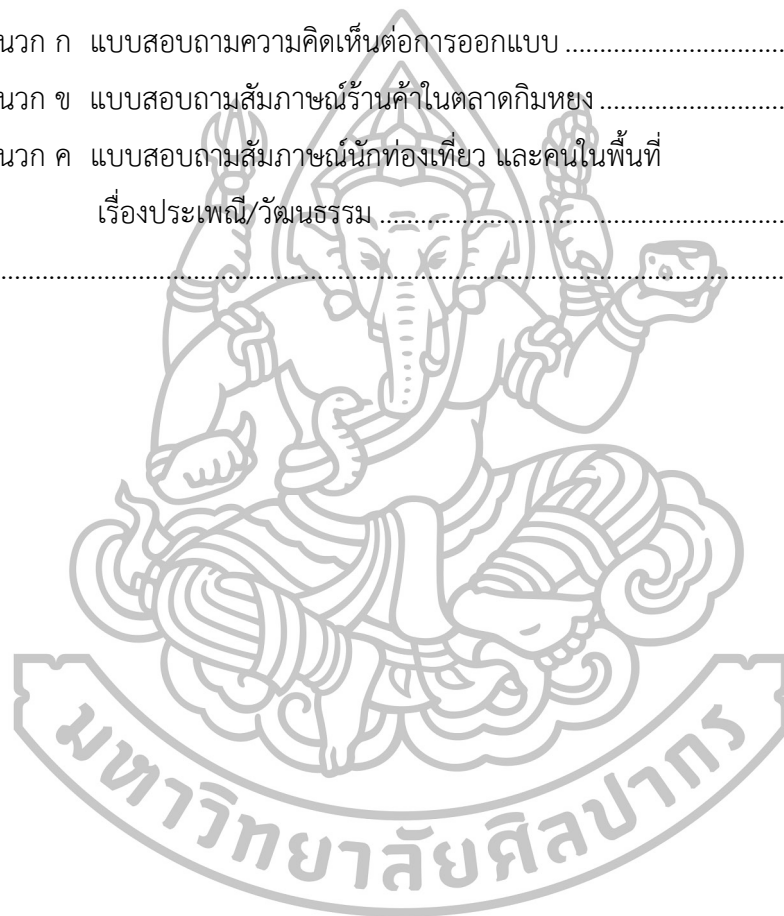 นวก ก แบบสอบถามความคิดเห็นต่อการออกแบบ
นวก ข แบบสอบถามสัมภาษณ์ร้านค้าในตลาดกิมหยง
นวก ค แบบสอบถามสัมภาษณ์นักท่องเที่ยว และคนในพื้นที่
เรื่องประเพณี/วัฒนธรรม
มหาวิทยาลัยศิลปากร